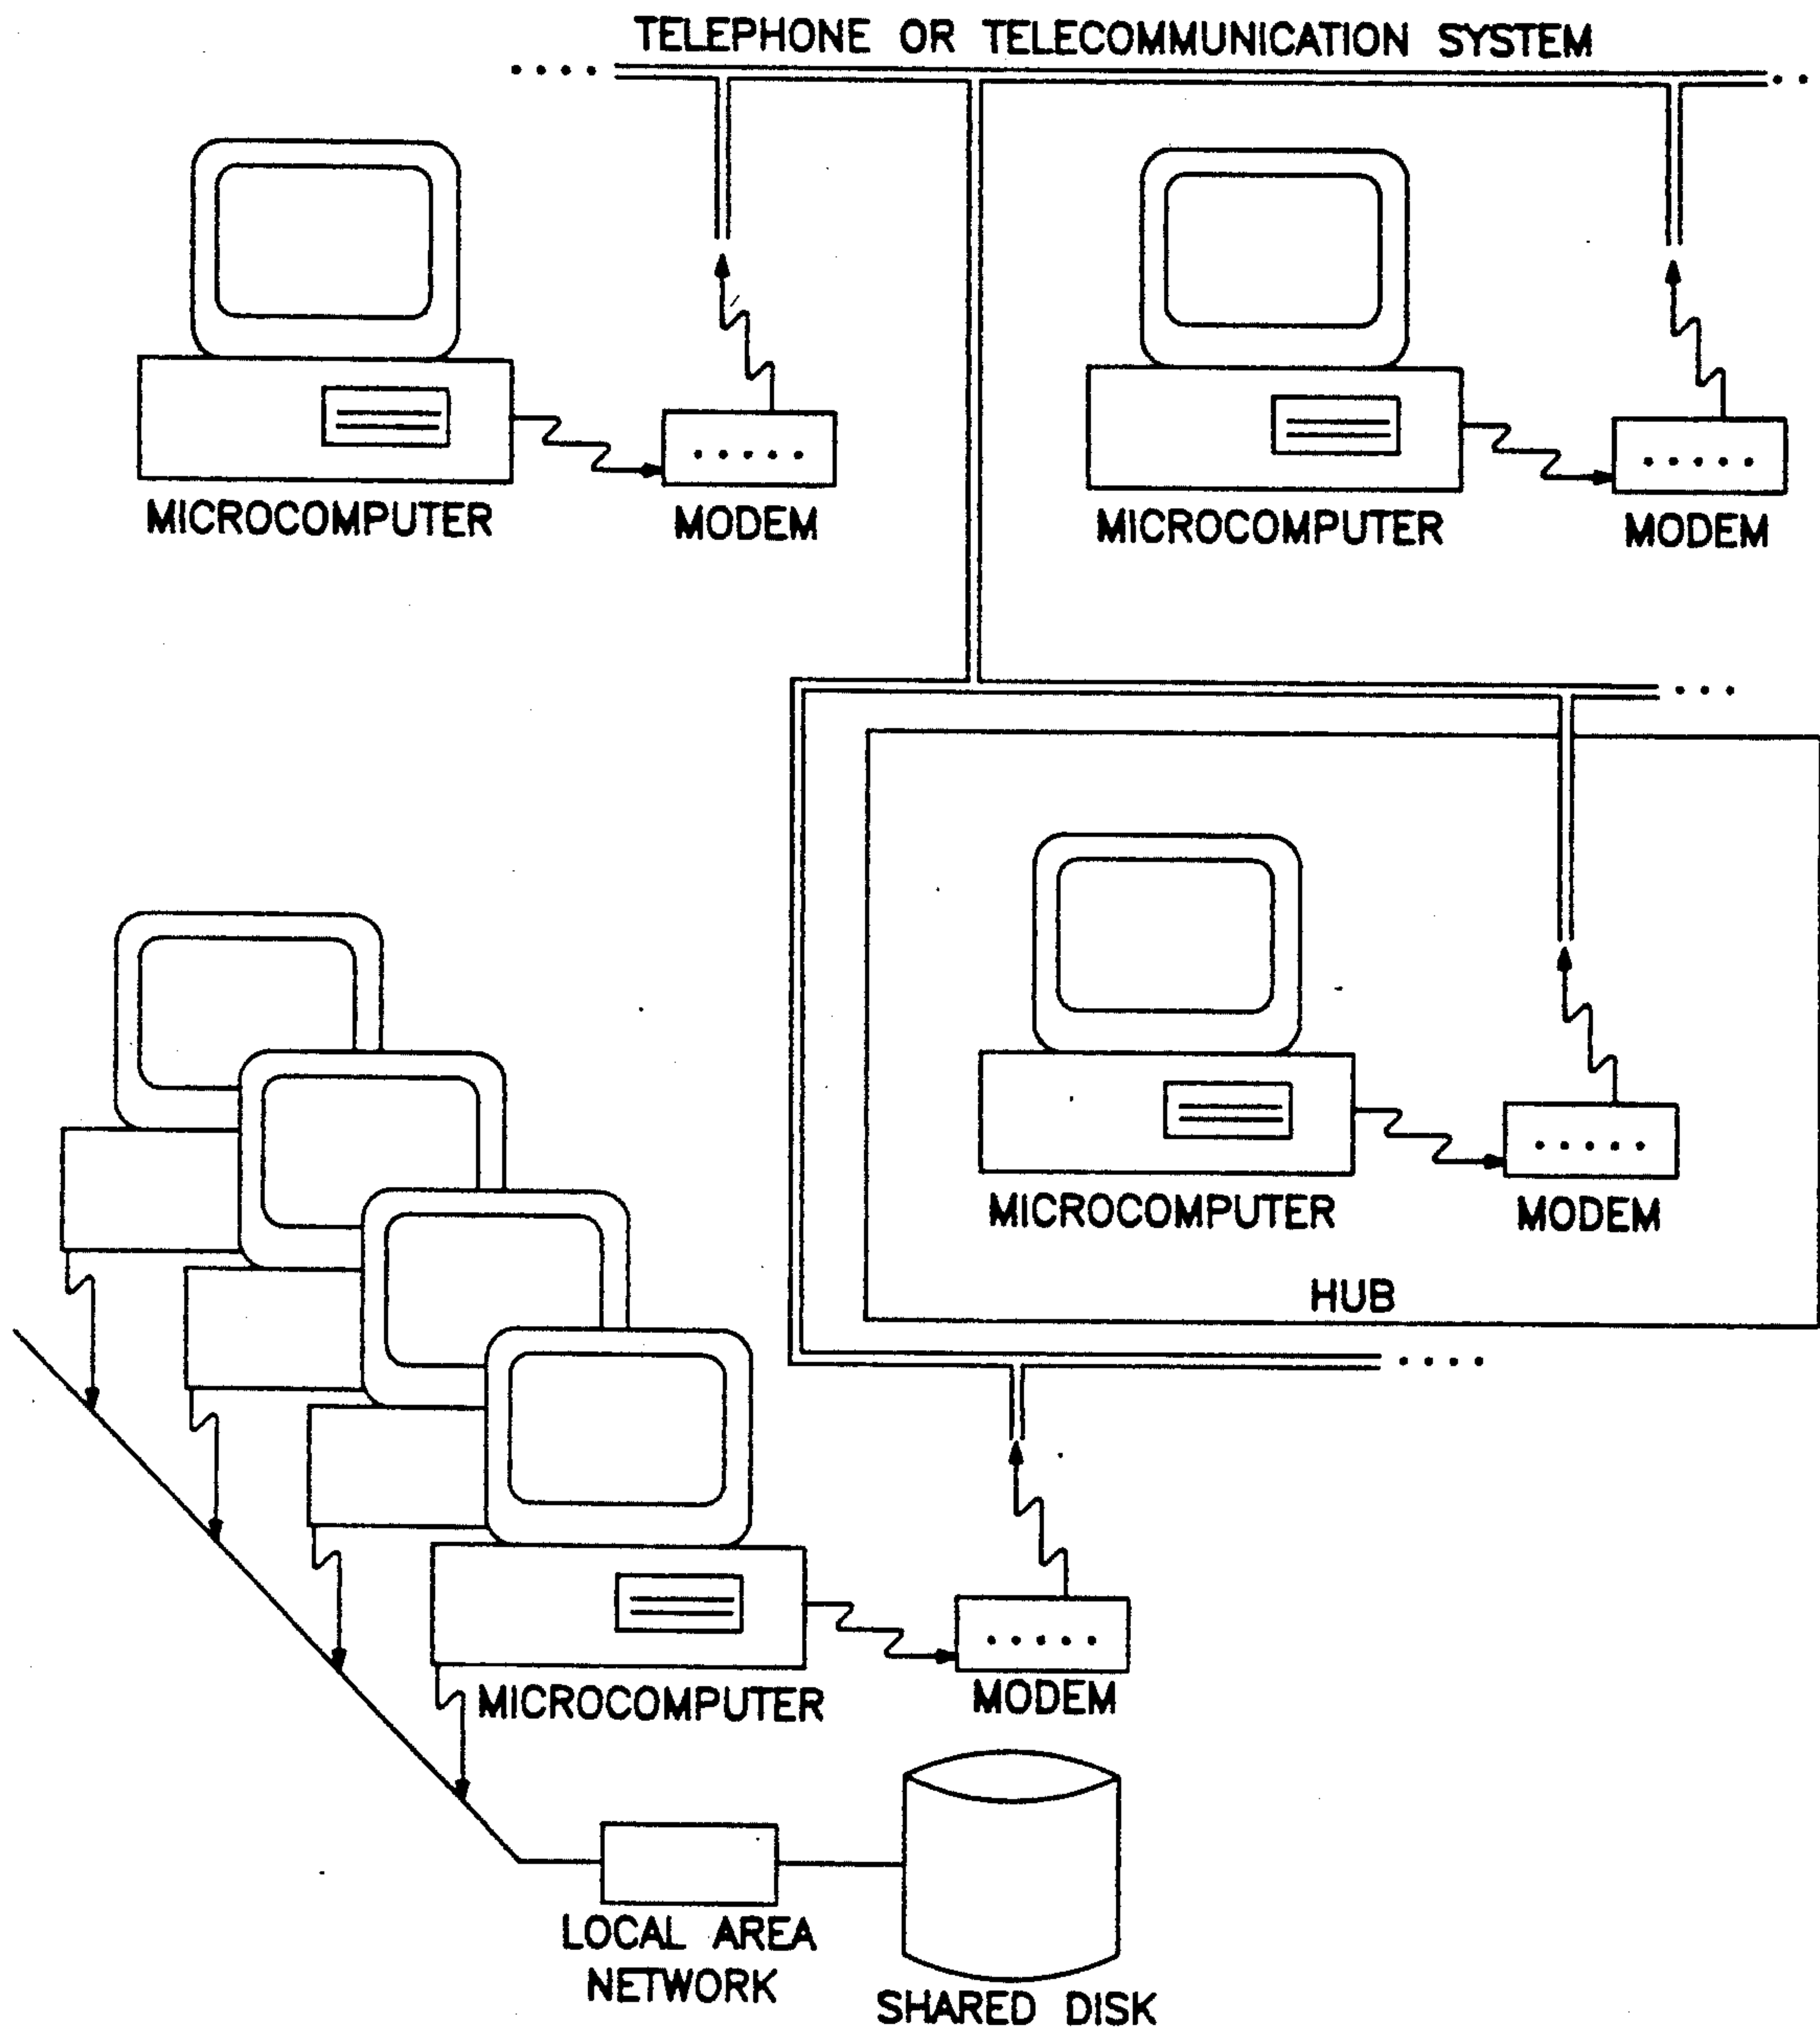 TELEPHONE OR TELECOMMUNICATION SYSTEM
MICROCOMPUTER
MODEM
MICROCOMPUTER
MODEM
MICROCOMPUTER
MODEM
HUB
MICROCOMPUTER
MODEM
LOCAL AREA
NETWORK
SHARED DISK